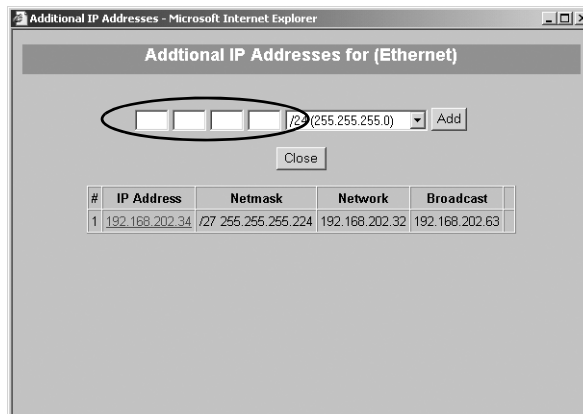 Additional IP Addresses - Microsoft Internet Explorer
Addtional IP Addresses for (Ethernet)
/24 (255.255.255.0) Add
Close
# IP Address Netmask Network Broadcast
1 192.168.202.34 /27 255.255.255.224 192.168.202.32 192.168.202.63